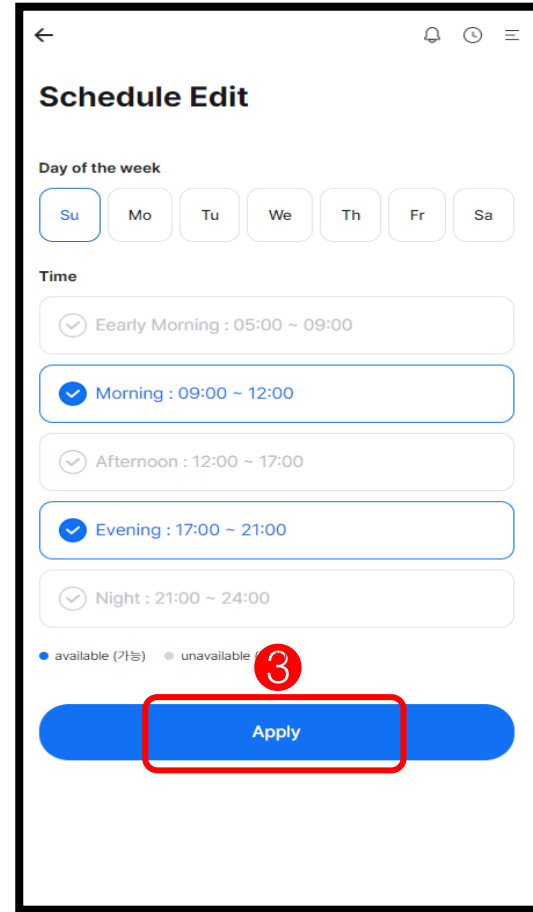 Schedule Edit
Day of the week
Su Mo Tu We Th Fr Sa
Time
Eearly Morning : 05:00 ~ 09:00
Morning : 09:00 ~ 12:00
Afternoon : 12:00 ~ 17:00
Evening : 17:00 ~ 21:00
Night : 21:00 ~ 24:00
available (가능) unavailable
3
Apply